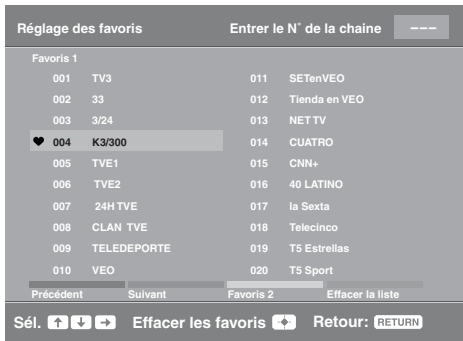 Réglage des favoris Entrer le N° de la chaine ---
Favoris 1
001 TV3 011 SETenVEO
002 33 012 Tienda en VEO
003 3/24 013 NET TV
004 K3/300 014 CUATRO
005 TVE1 015 CNN+
006 TVE2 016 40 LATINO
007 24H TVE 017 la Sexta
008 CLAN TVE 018 Telecinco
009 TELEDEPORTE 019 T5 Estrellas
010 VEO 020 T5 Sport
Précédent Suivant Favoris 2 Effacer la liste
Sél. Effacer les favoris Retour: RETURN